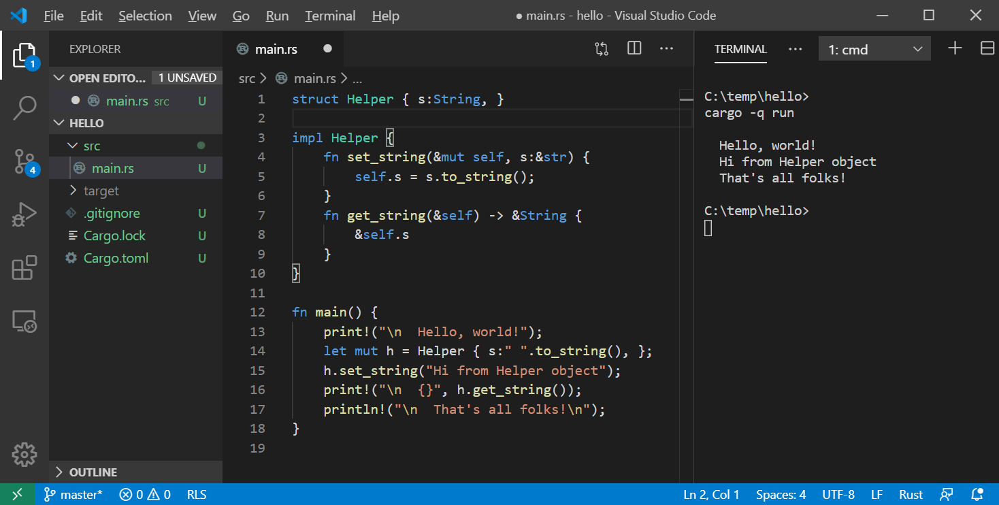 File Edit Selection View Go Run Terminal Help ● main.rs - hello - Visual Studio Code
EXPLORER
OPEN EDITO... 1 UNSAVED
main.rs src U
HELLO
src
main.rs U
target
.gitignore U
Cargo.lock U
Cargo.toml U
OUTLINE
1
4
main.rs
src > main.rs > ...
1 struct Helper { s:String, }
2
3 impl Helper {
4     fn set_string(&mut self, s:&str) {
5         self.s = s.to_string();
6     }
7     fn get_string(&self) -> &String {
8         &self.s
9     }
10 }
11
12 fn main() {
13     print!("\n  Hello, world!");
14     let mut h = Helper { s:" ".to_string(), };
15     h.set_string("Hi from Helper object");
16     print!("\n  {}", h.get_string());
17     println!("\n  That's all folks!\n");
18 }
19
TERMINAL ... 1: cmd
C:\temp\hello>
cargo -q run
Hello, world!
Hi from Helper object
That's all folks!
C:\temp\hello>
master* 0 0 RLS Ln 2, Col 1 Spaces: 4 UTF-8 LF Rust